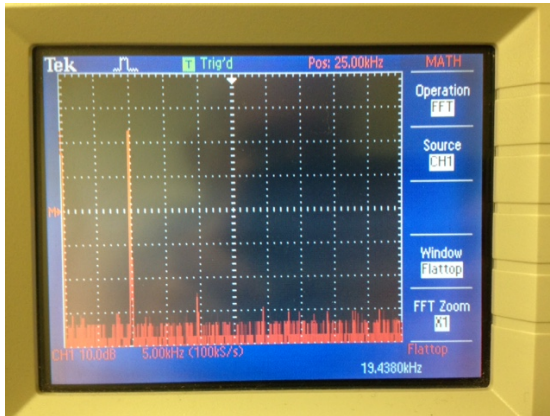 Tek T Trig'd Pos: 25.00kHz MATH
Operation
FFT
Source
CH1
M
Window
Flattop
FFT Zoom
X1
CH1 10.0dB 5.00kHz (100kS/s) Flattop
19.4380kHz